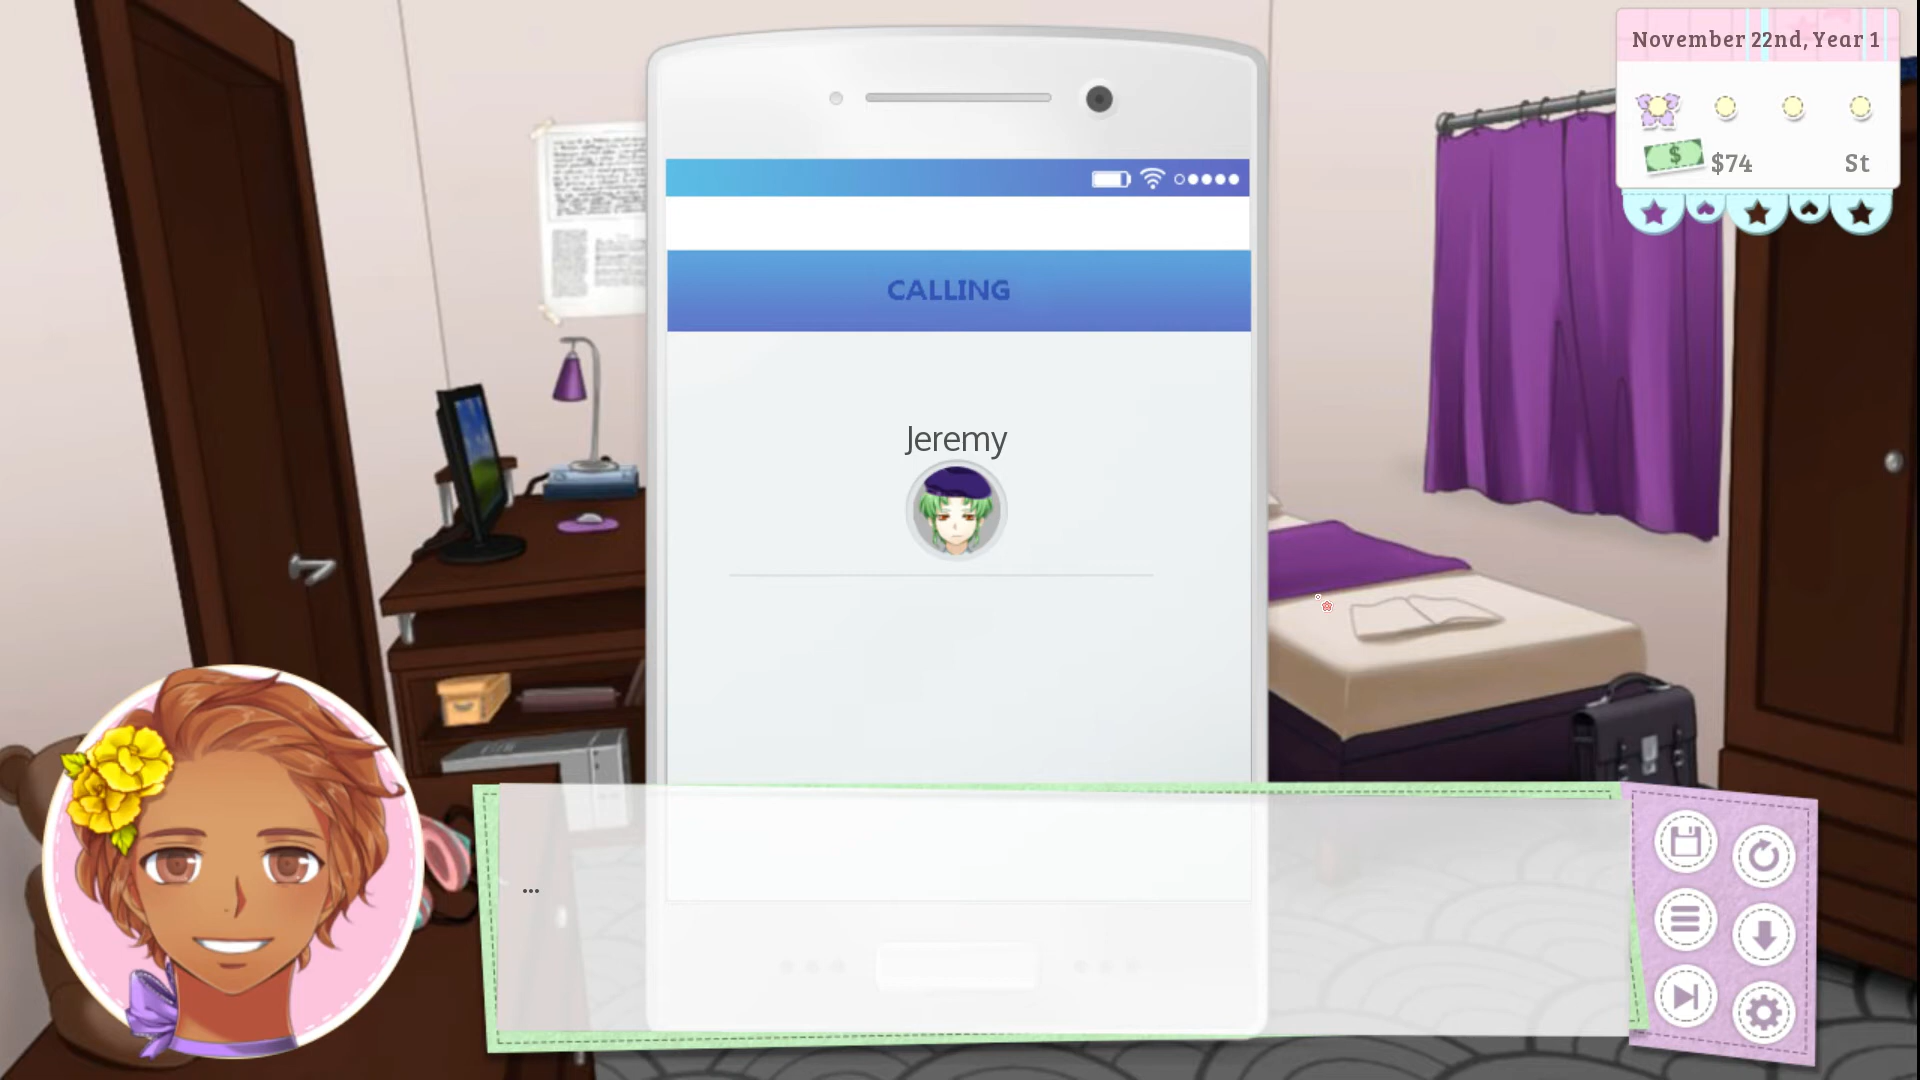 November 22nd, Year 1
$74
St
CALLING
Jeremy
...